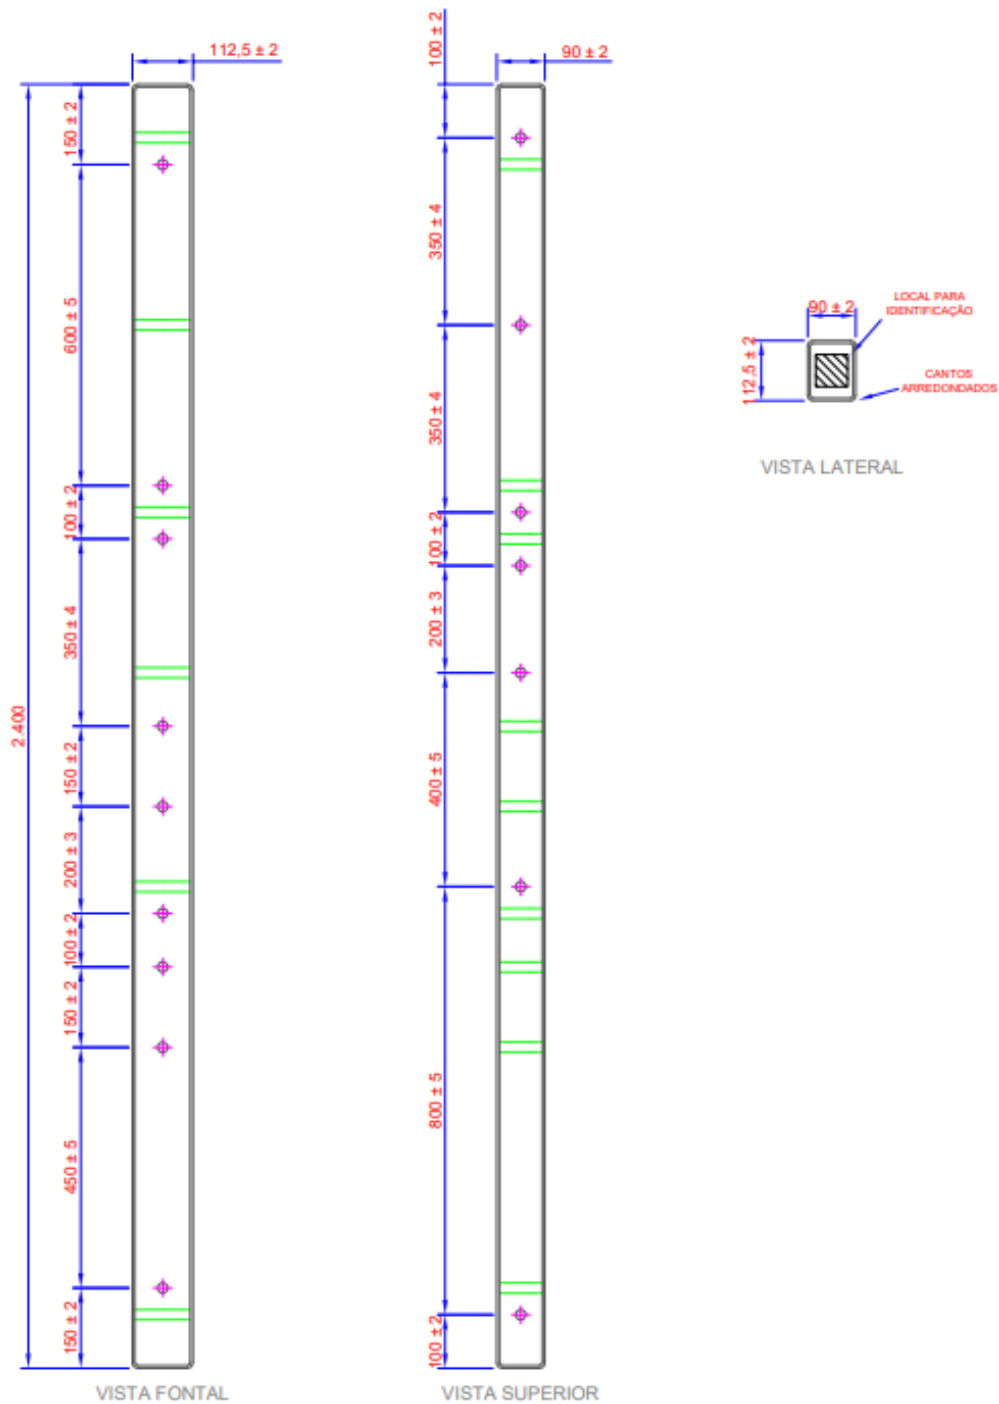 112,5 ± 2
150 ± 2
600 ± 5
100 ± 2
350 ± 4
2.400
150 ± 2
200 ± 3
100 ± 2
150 ± 2
450 ± 5
150 ± 2
VISTA FONTAL
100 ± 2
90 ± 2
350 ± 4
350 ± 4
100 ± 2
200 ± 3
400 ± 5
800 ± 5
100 ± 2
VISTA SUPERIOR
90 ± 2
LOCAL PARA
IDENTIFICAÇÃO
112,5 ± 2
CANTOS
ARREDONDADOS
VISTA LATERAL